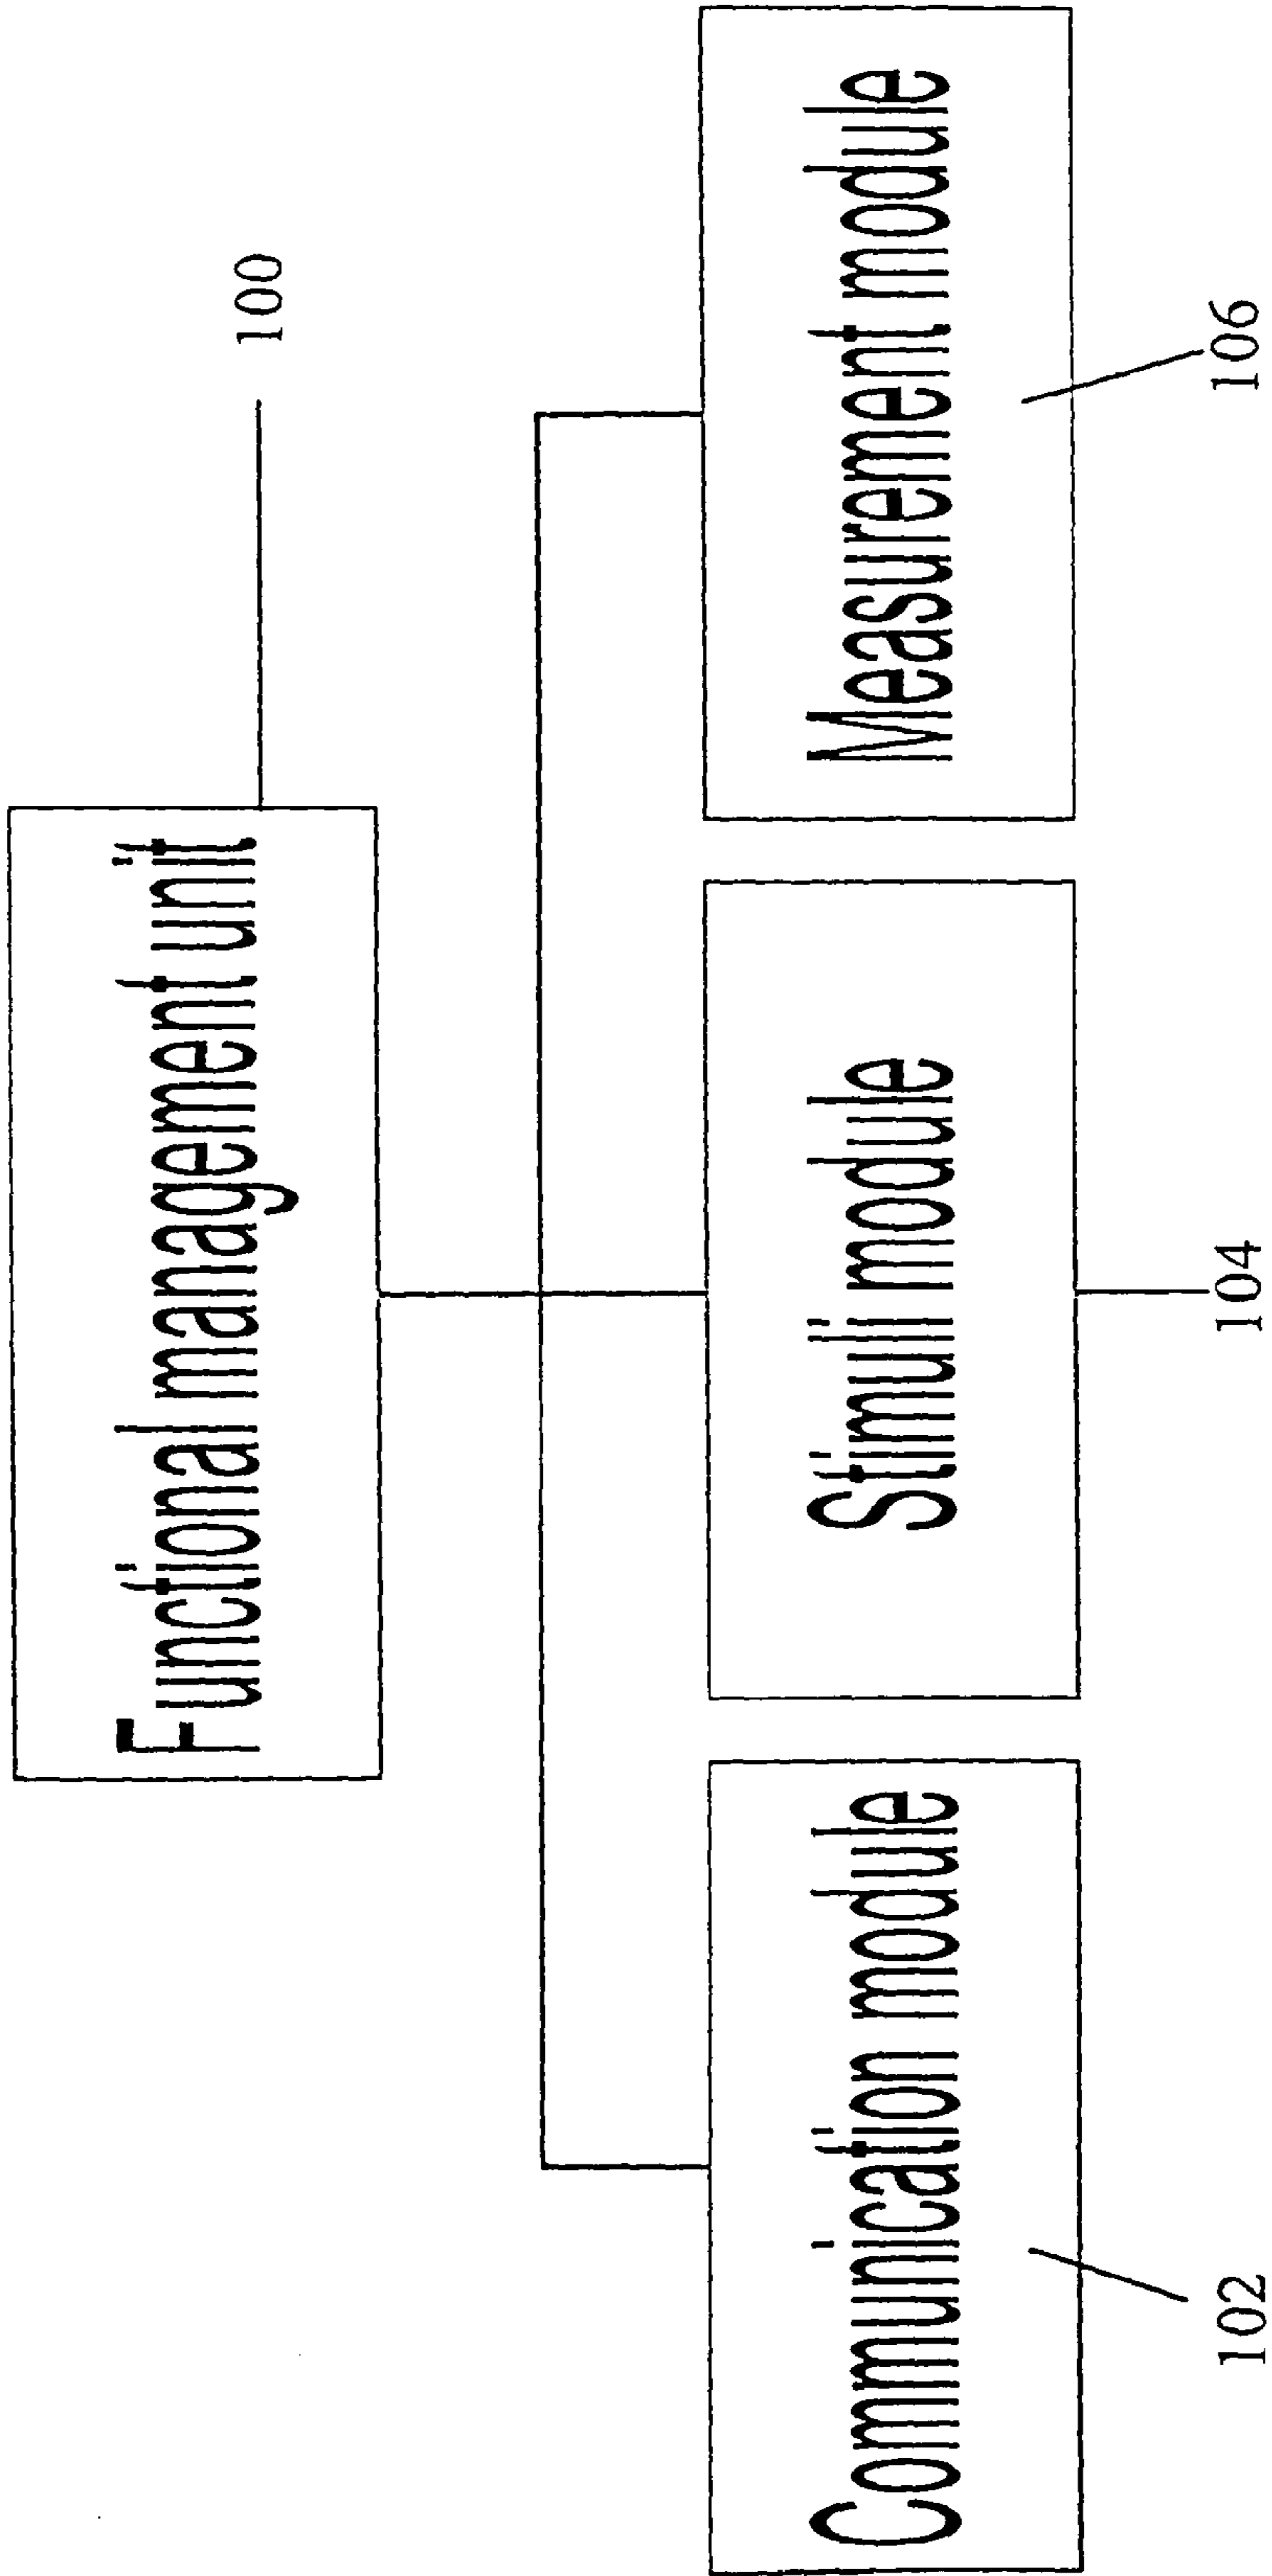 Functional management unit
100
Communication module
Stimuli module
Measurement module
102
104
106